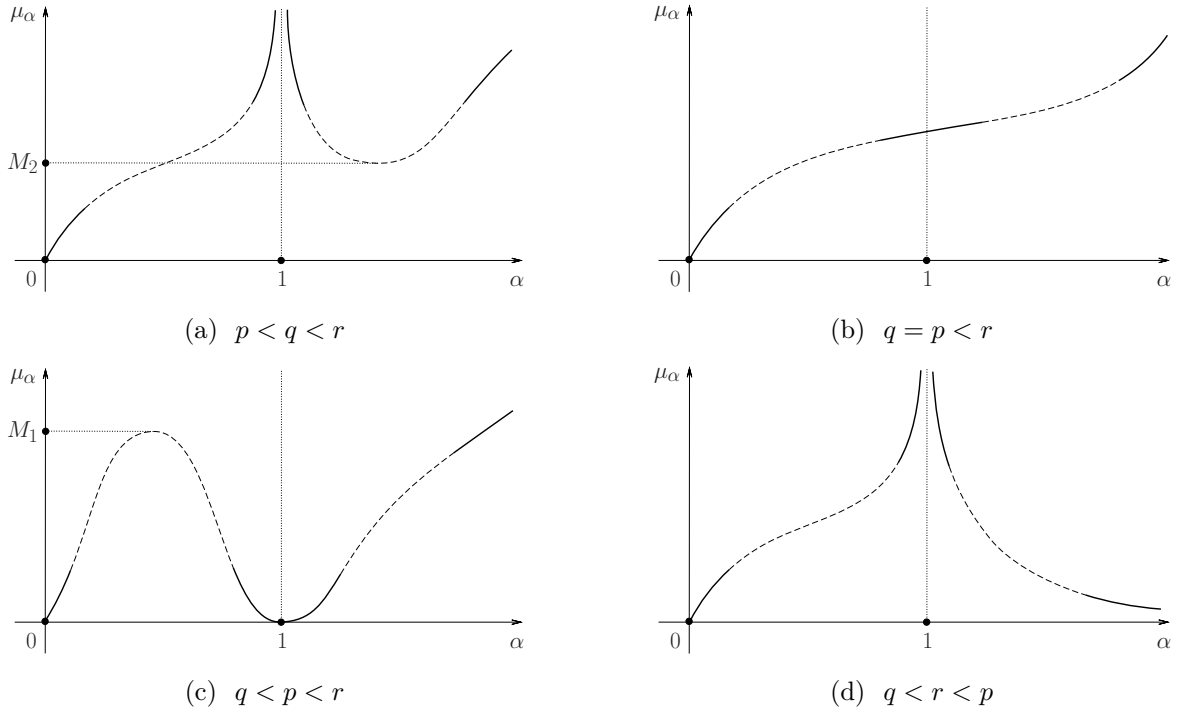 μα
M2
0
1
α
(a) p < q < r
μα
0
1
α
(b) q = p < r
μα
M1
0
1
α
(c) q < p < r
μα
0
1
α
(d) q < r < p